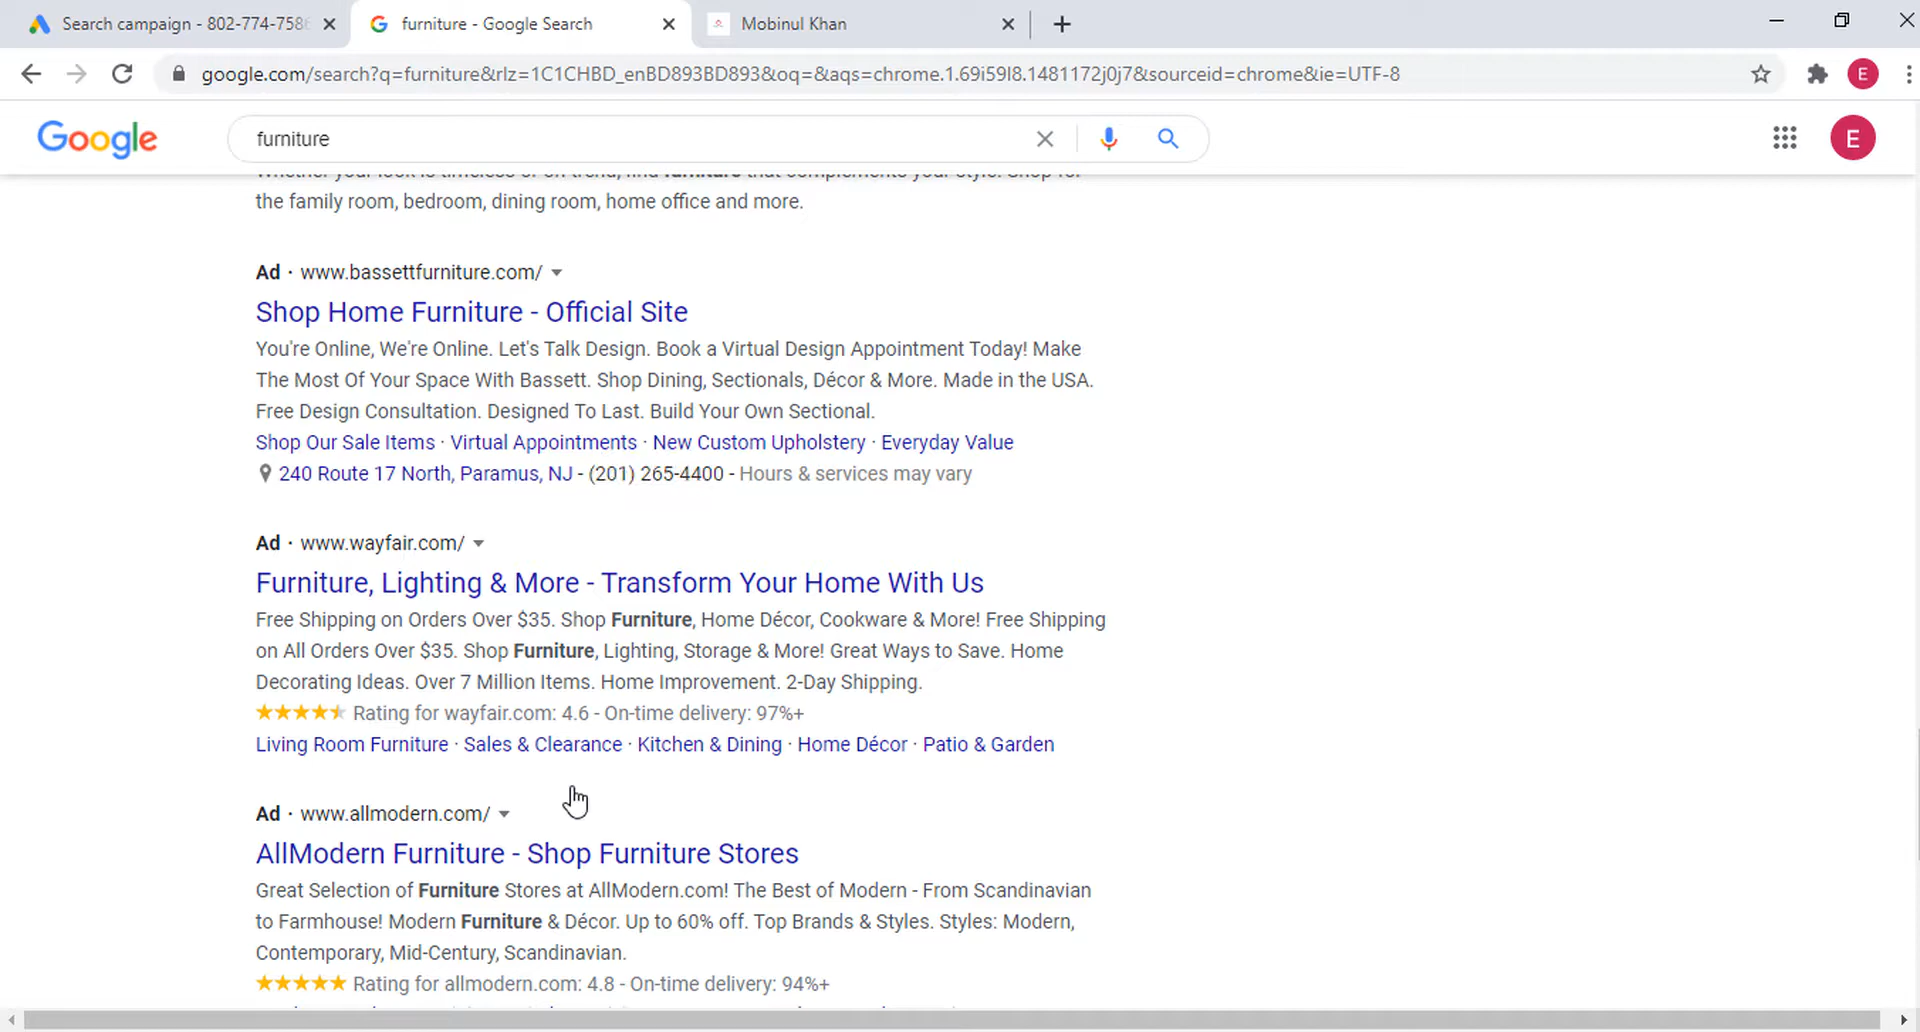 Search campaign - 802-774-758
furniture - Google Search
Mobinul Khan
google.com/search?q=furniture&rlz=1C1CHBD_enBD893BD893&oq=&aqs=chrome.1.69i59l8.1481172j0j7&sourceid=chrome&ie=UTF-8
E
Google
furniture
E
Whether your look is timeless or on trend, find furniture that complements your style. Shop for
the family room, bedroom, dining room, home office and more.
Ad · www.bassettfurniture.com/
Shop Home Furniture - Official Site
You're Online, We're Online. Let's Talk Design. Book a Virtual Design Appointment Today! Make
The Most Of Your Space With Bassett. Shop Dining, Sectionals, Décor & More. Made in the USA.
Free Design Consultation. Designed To Last. Build Your Own Sectional.
Shop Our Sale Items · Virtual Appointments · New Custom Upholstery · Everyday Value
240 Route 17 North, Paramus, NJ - (201) 265-4400 - Hours & services may vary
Ad · www.wayfair.com/
Furniture, Lighting & More - Transform Your Home With Us
Free Shipping on Orders Over $35. Shop Furniture, Home Décor, Cookware & More! Free Shipping
on All Orders Over $35. Shop Furniture, Lighting, Storage & More! Great Ways to Save. Home
Decorating Ideas. Over 7 Million Items. Home Improvement. 2-Day Shipping.
Rating for wayfair.com: 4.6 - On-time delivery: 97%+
Living Room Furniture · Sales & Clearance · Kitchen & Dining · Home Décor · Patio & Garden
Ad · www.allmodern.com/
AllModern Furniture - Shop Furniture Stores
Great Selection of Furniture Stores at AllModern.com! The Best of Modern - From Scandinavian
to Farmhouse! Modern Furniture & Décor. Up to 60% off. Top Brands & Styles. Styles: Modern,
Contemporary, Mid-Century, Scandinavian.
Rating for allmodern.com: 4.8 - On-time delivery: 94%+